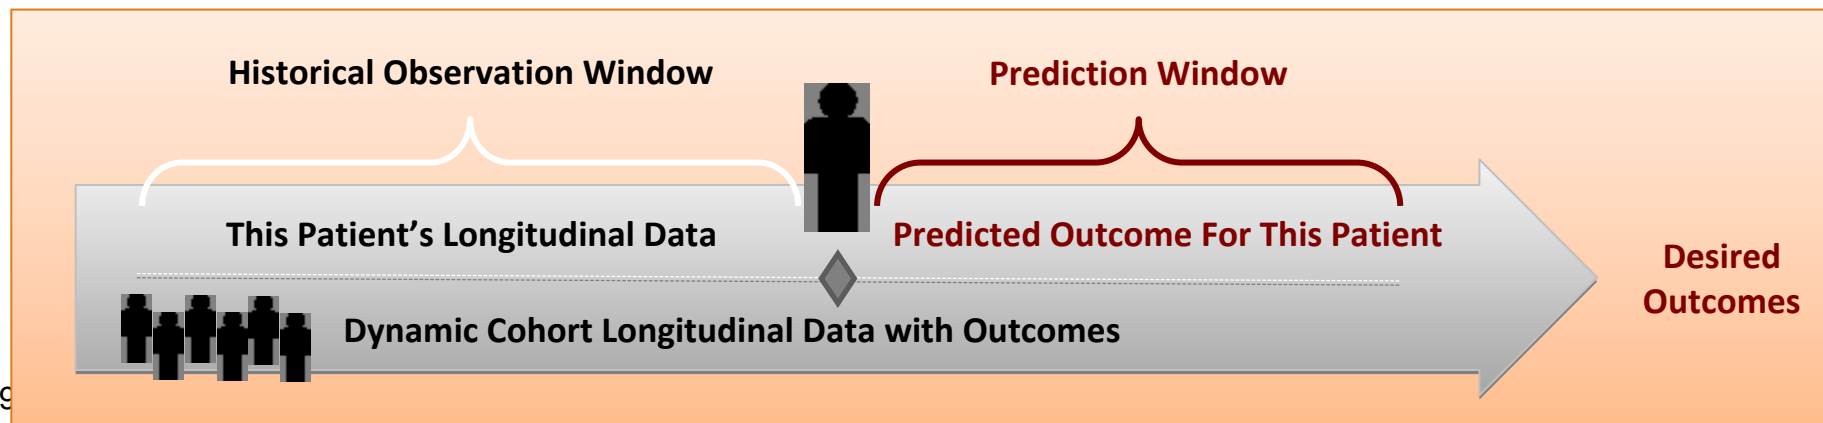 Historical Observation Window
Prediction Window
This Patient’s Longitudinal Data
Predicted Outcome For This Patient
Desired
Outcomes
Dynamic Cohort Longitudinal Data with Outcomes
9